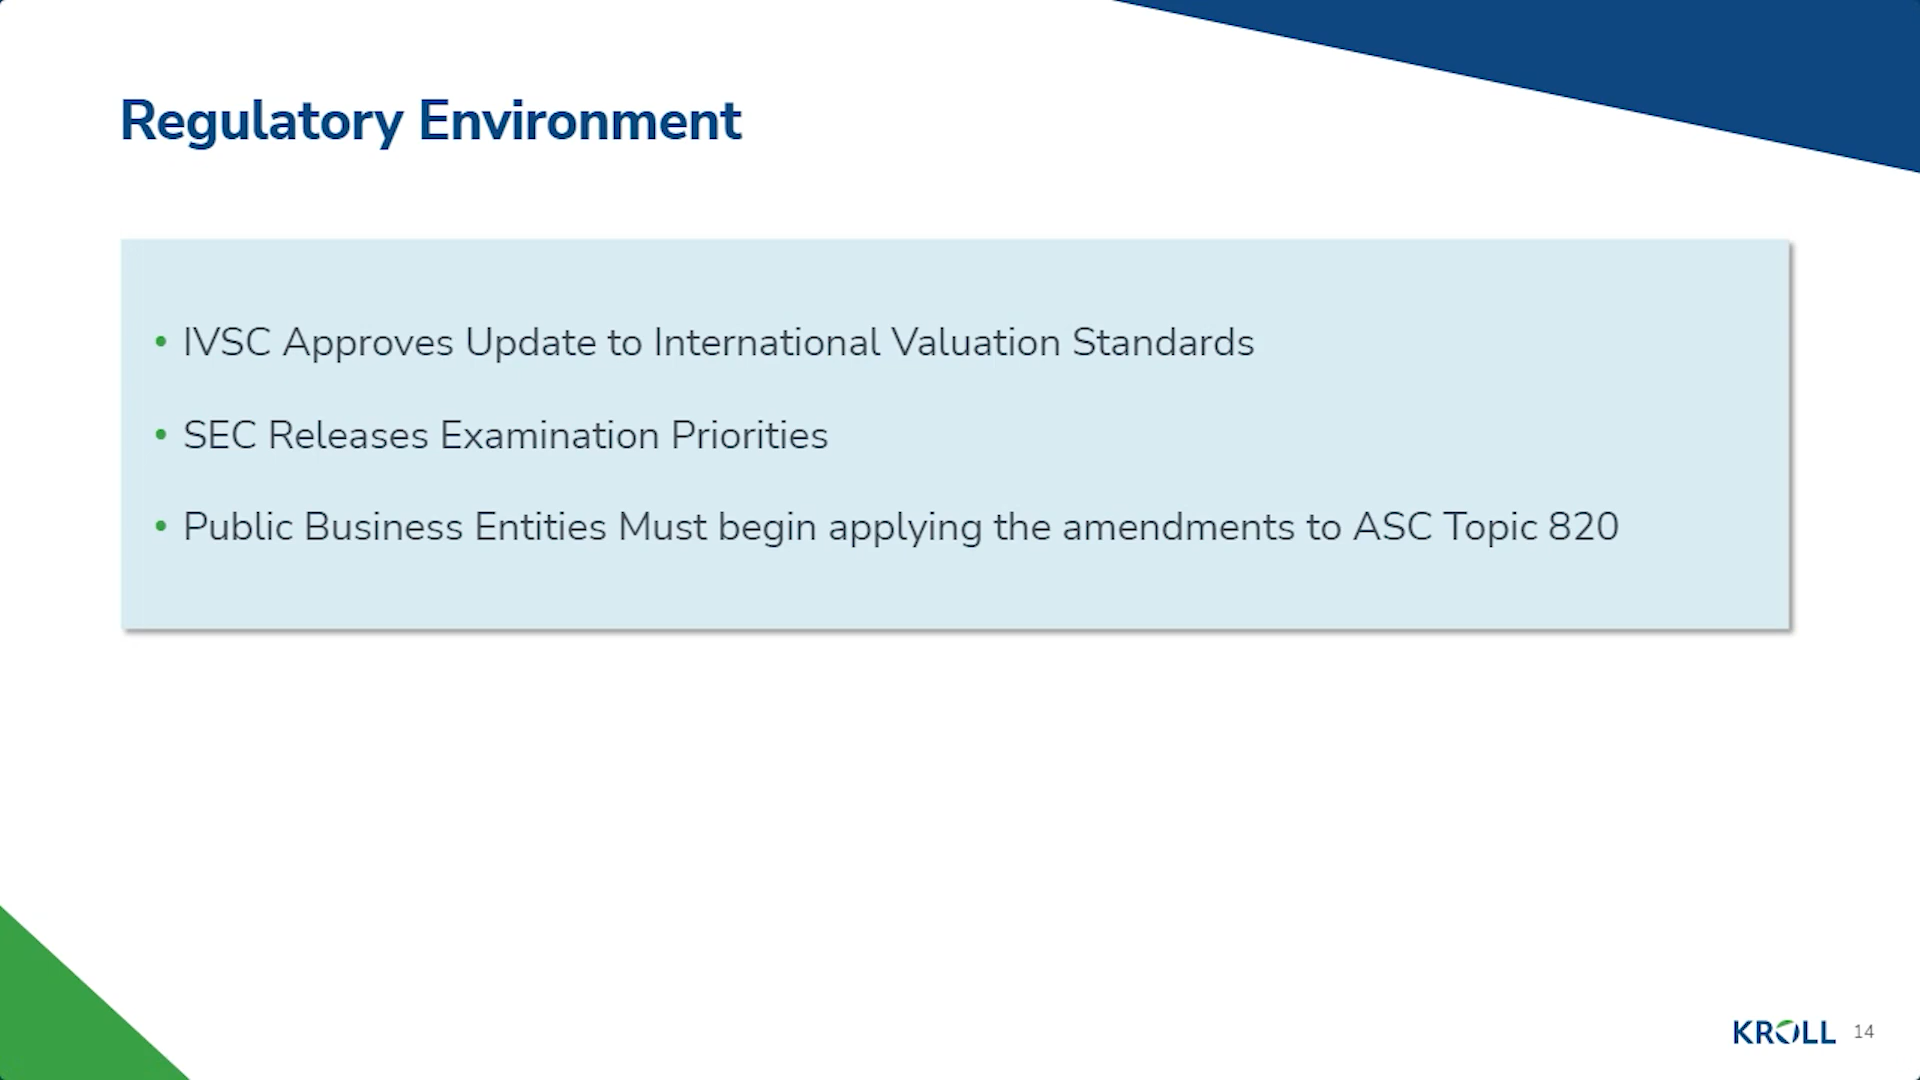 Regulatory Environment
• IVSC Approves Update to International Valuation Standards
• SEC Releases Examination Priorities
• Public Business Entities Must begin applying the amendments to ASC Topic 820
KROLL 14